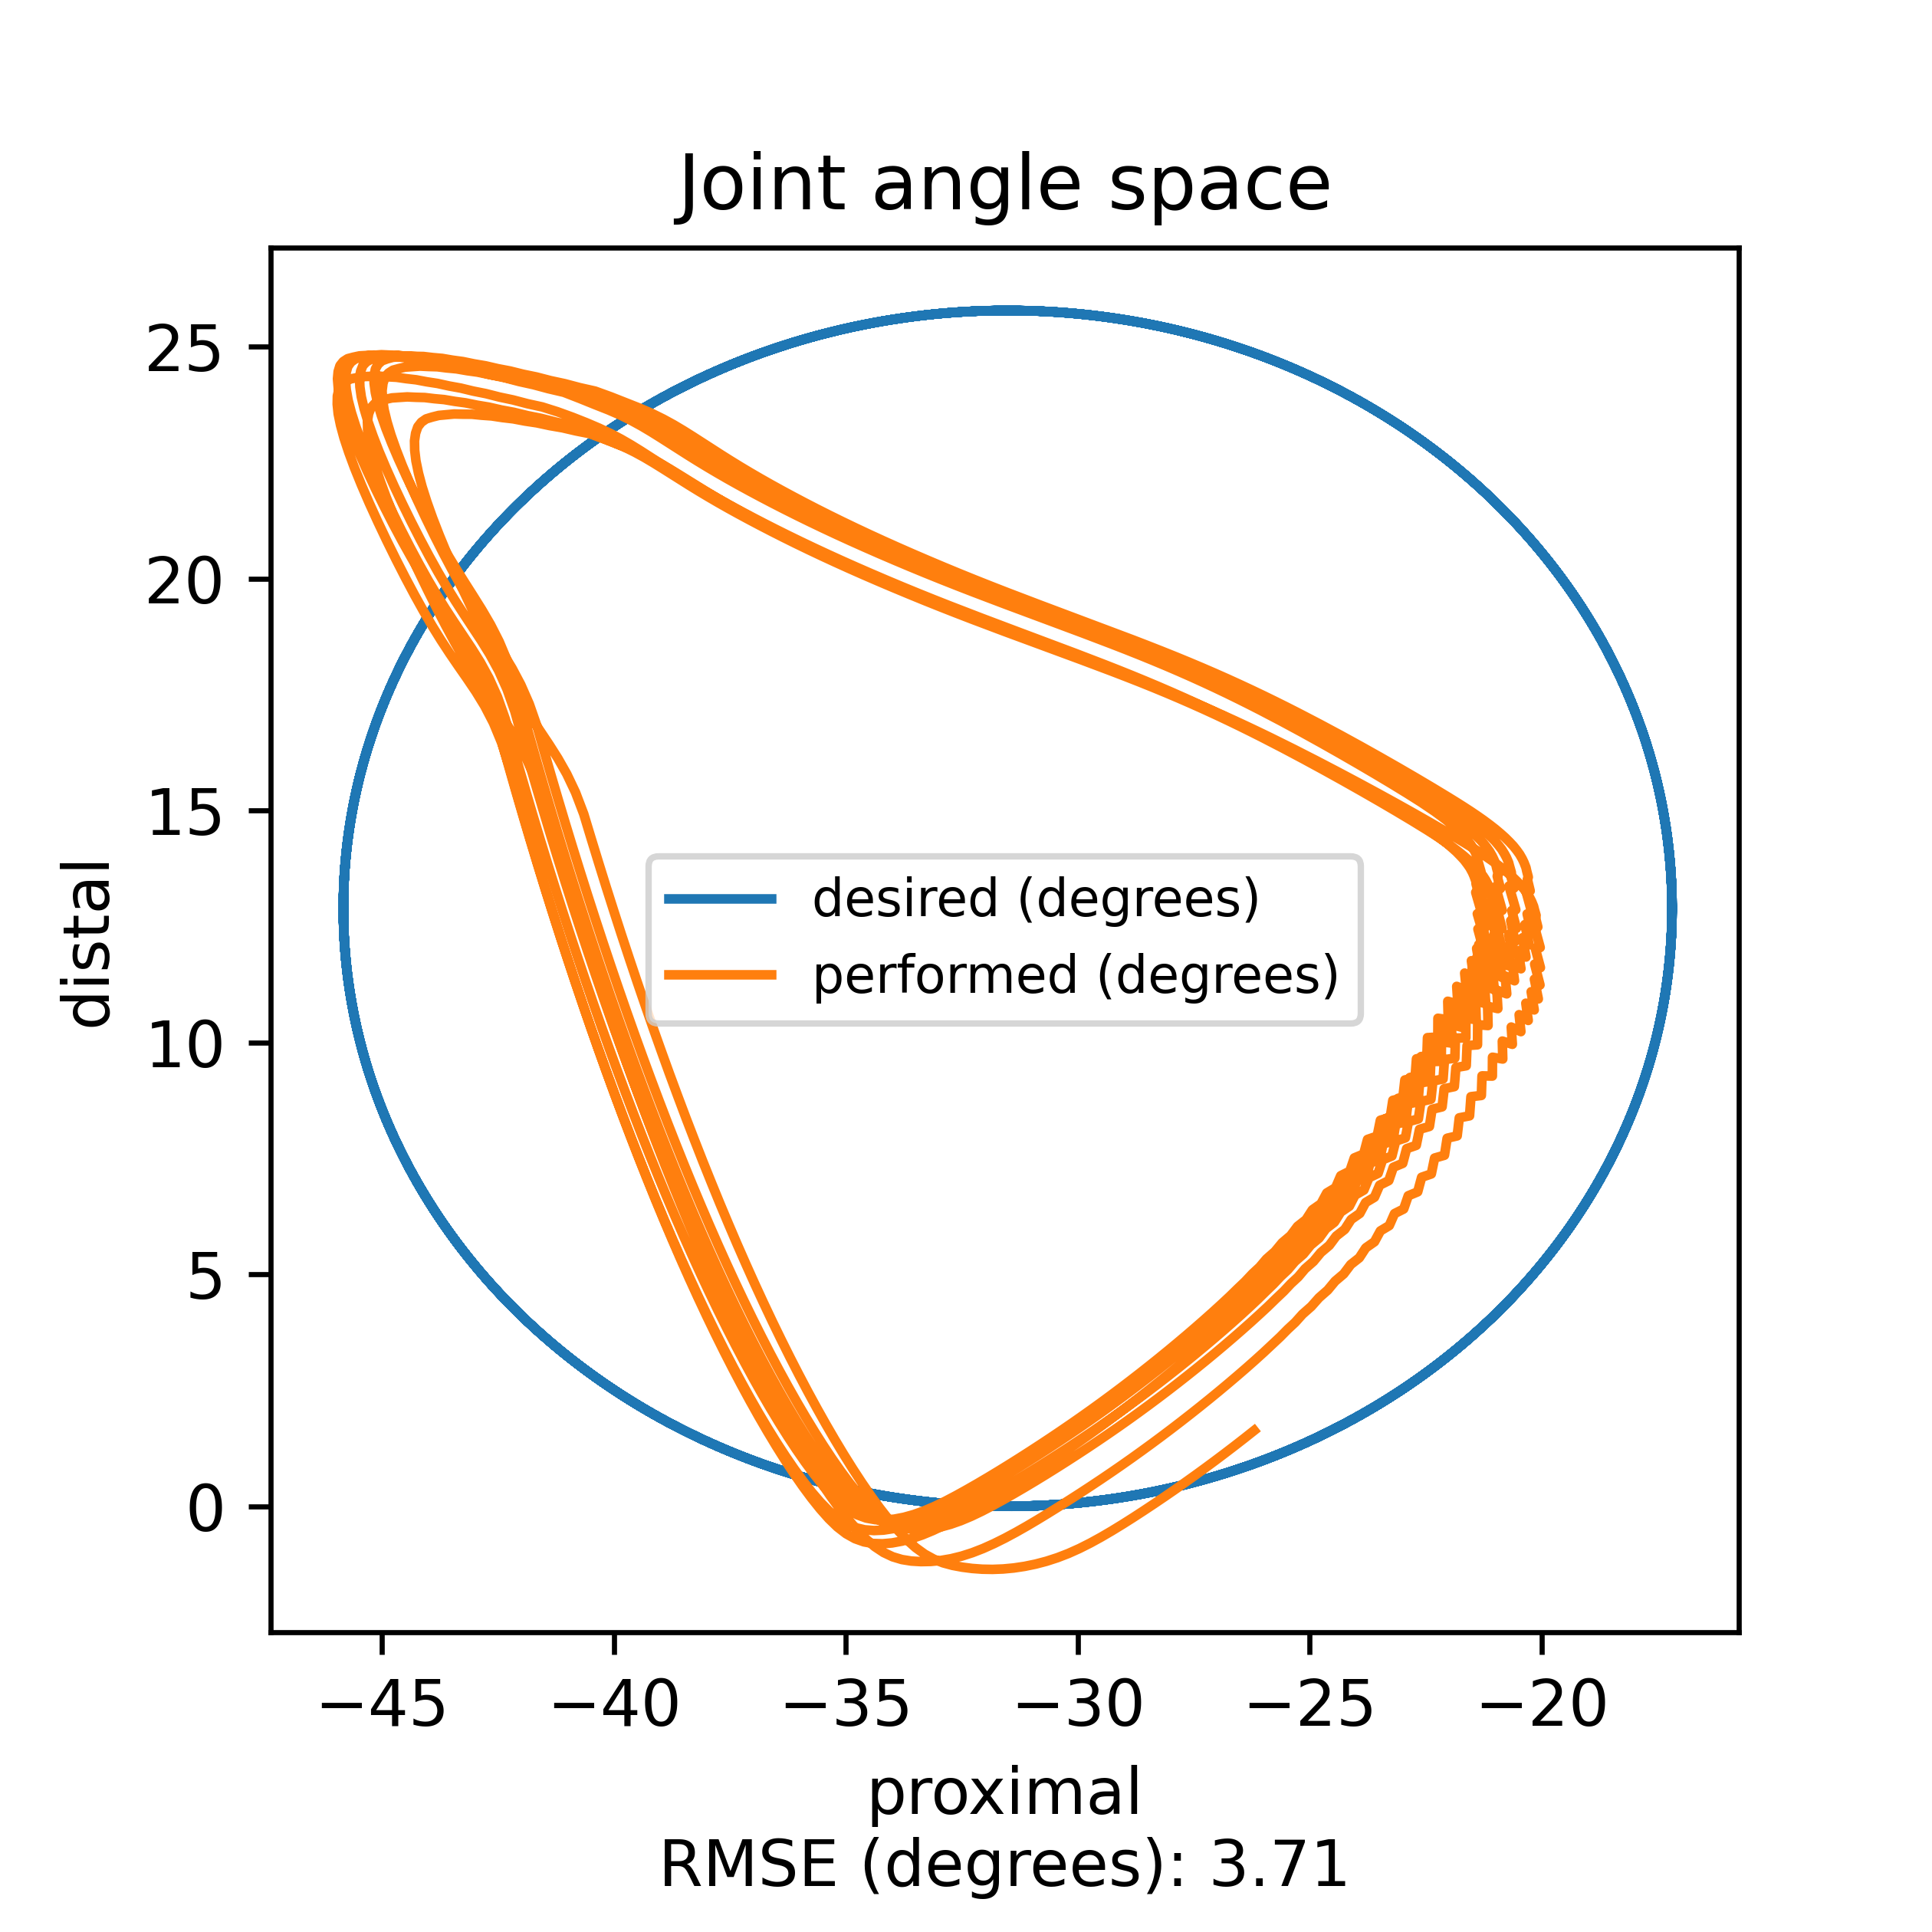 Joint angle space
25
20
15
10
5
0
distal
desired (degrees)
performed (degrees)
−45
−40
−35
−30
−25
−20
proximal
RMSE (degrees): 3.71